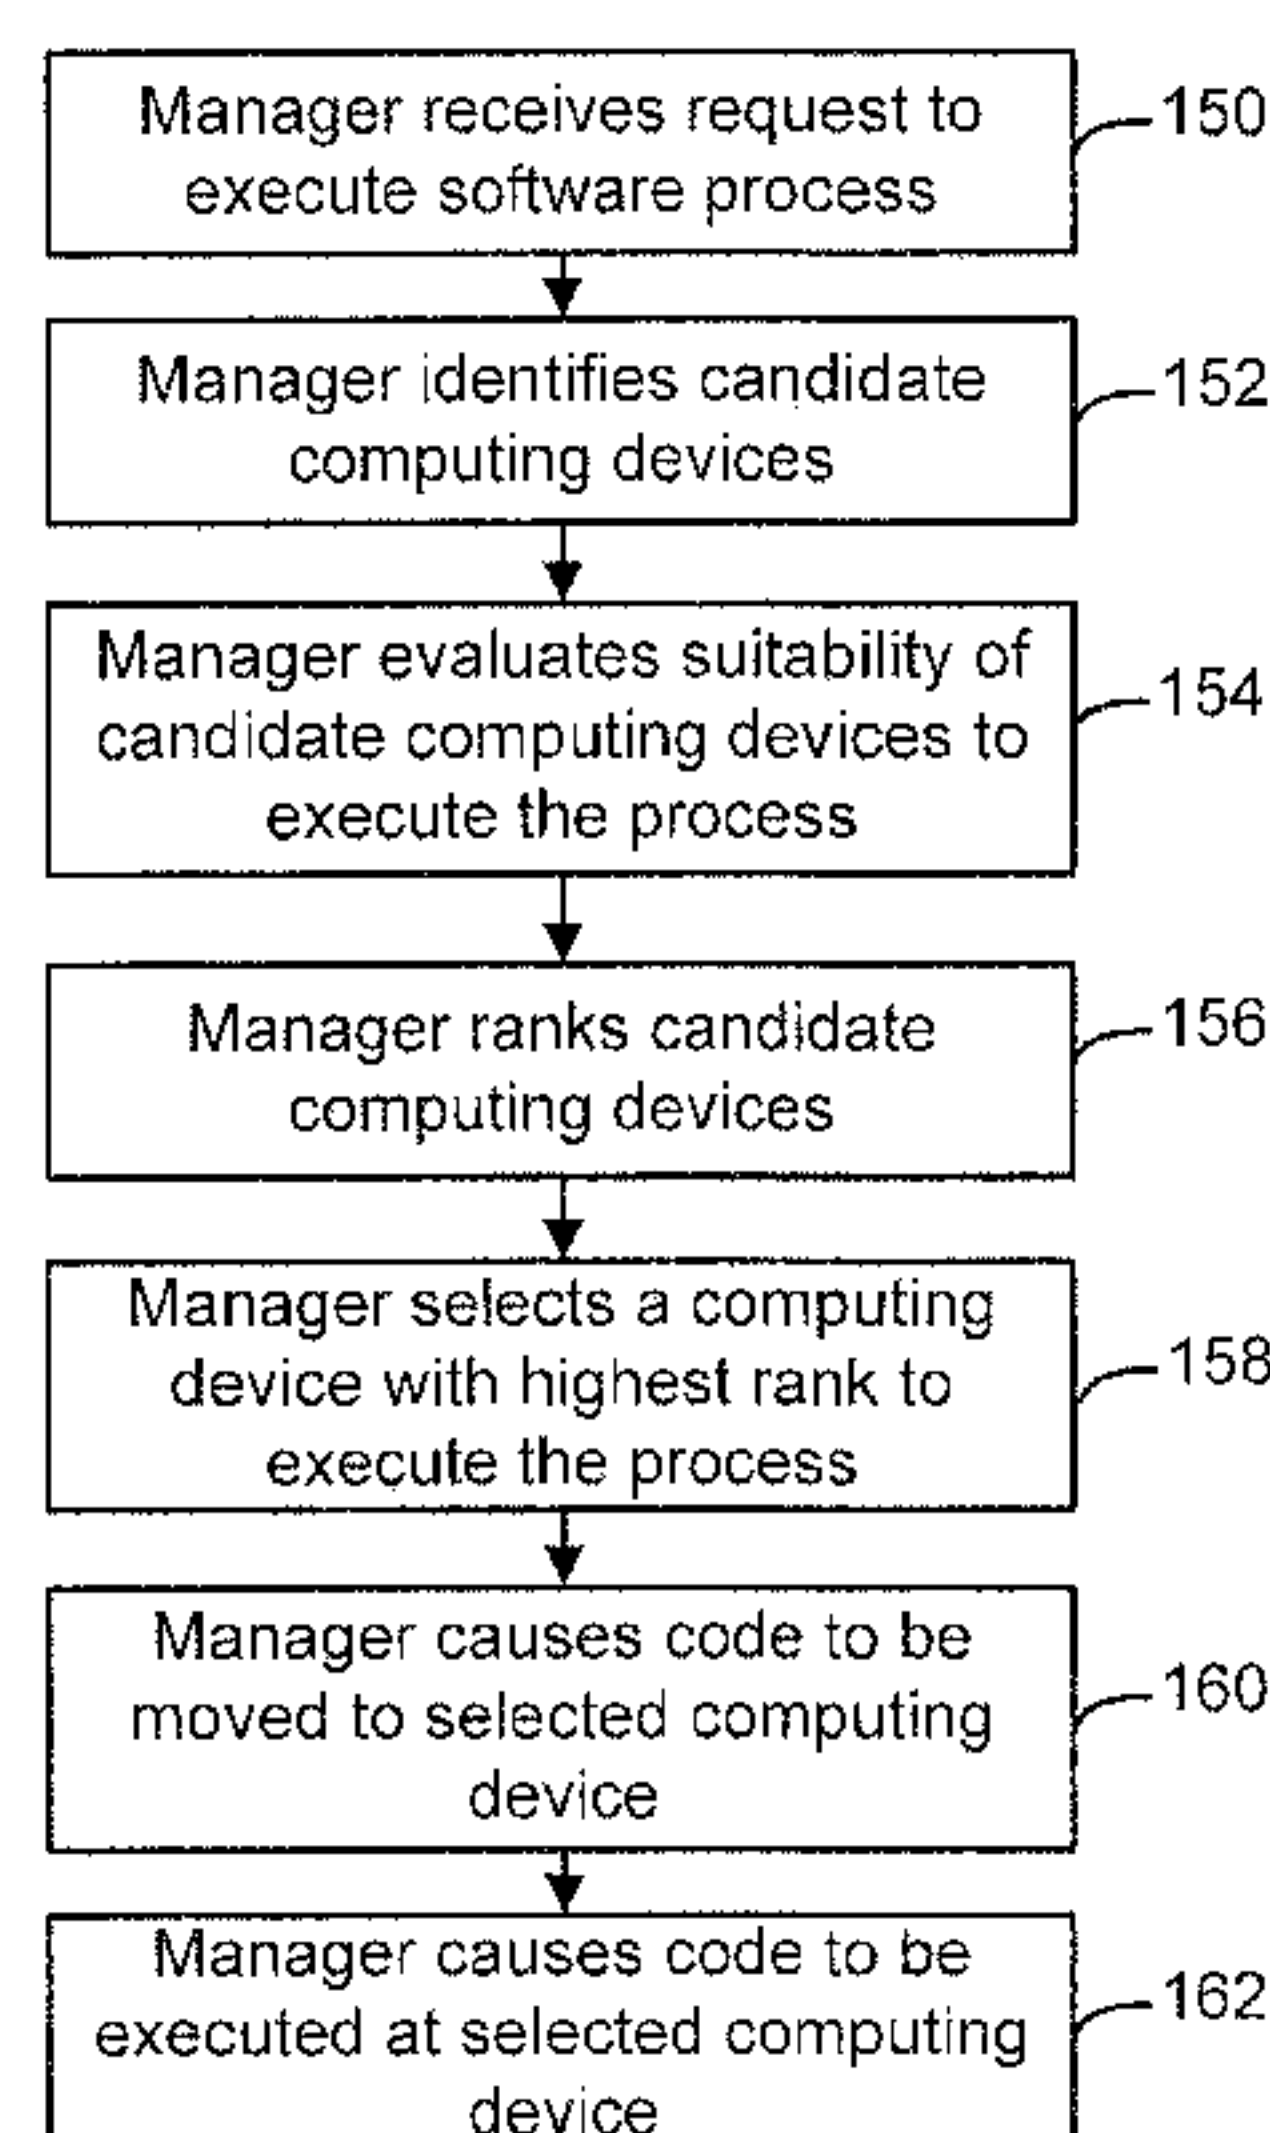 Manager receives request to
execute software process
150
Manager identifies candidate
computing devices
152
Manager evaluates suitability of
candidate computing devices to
execute the process
154
Manager ranks candidate
computing devices
156
Manager selects a computing
device with highest rank to
execute the process
158
Manager causes code to be
moved to selected computing
device
160
Manager causes code to be
executed at selected computing
device
162